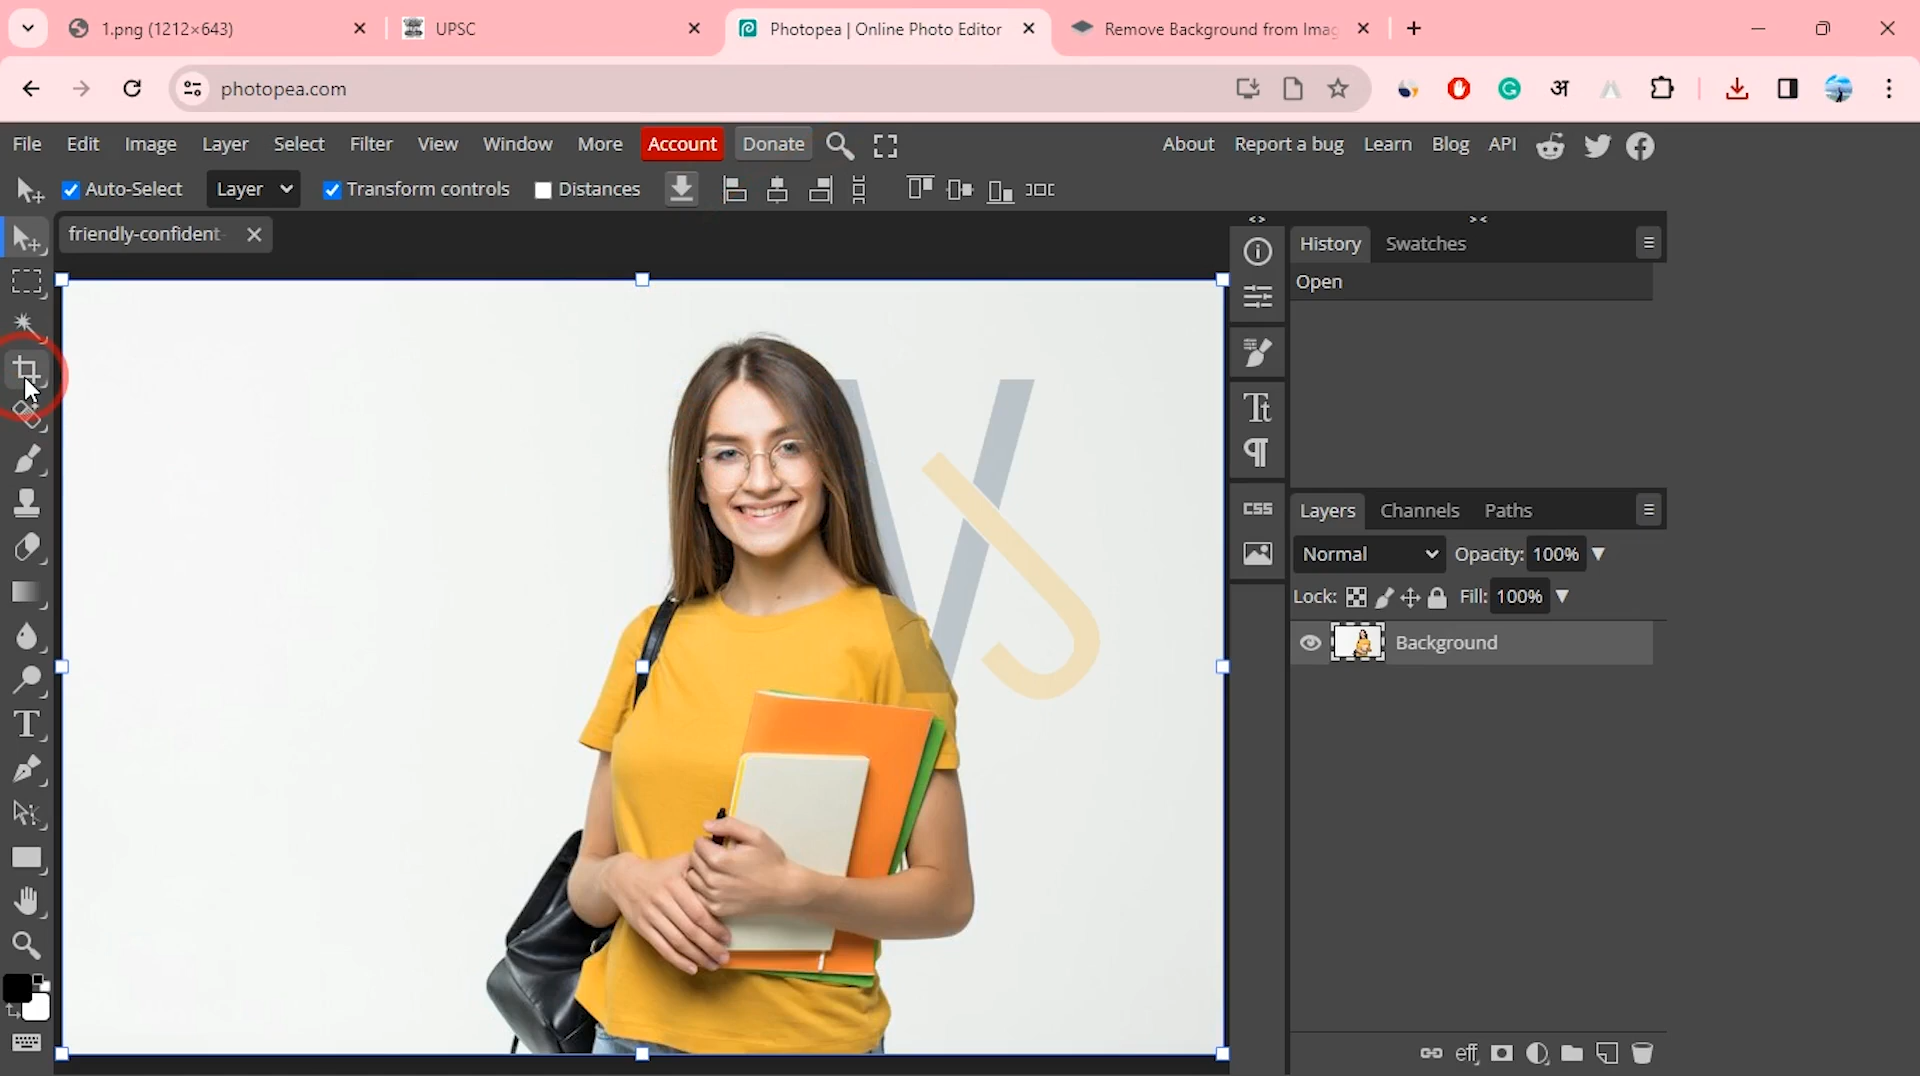 1.png (1212×643)
UPSC
Photopea | Online Photo Editor
Remove Background from Imag
photopea.com
अ
File Edit Image Layer Select Filter View Window More Account Donate
About Report a bug Learn Blog API
Auto-Select Layer Transform controls Distances
friendly-confident-
< >
> <
History Swatches
Open
VJ
CSS
Layers Channels Paths
Normal Opacity: 100%
Lock: Fill: 100%
Background
eff